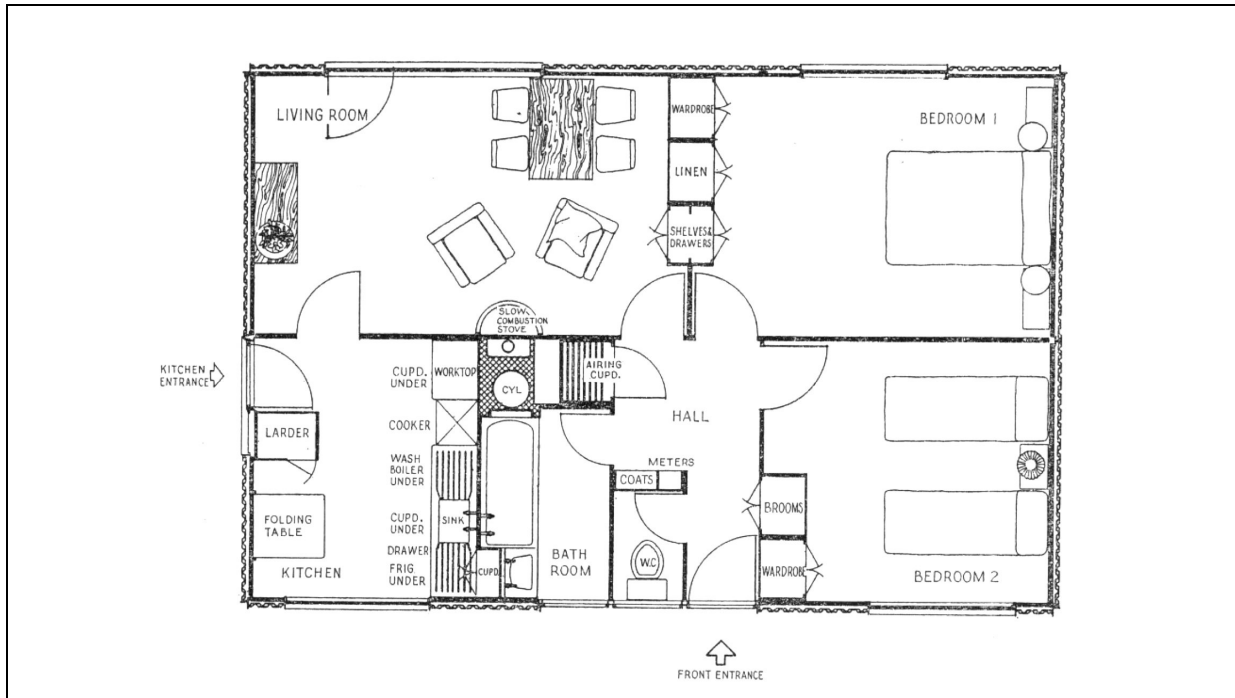 LIVING ROOM
WARDROBE
LINEN
SHELVES&
DRAWERS
BEDROOM 1
SLOW
COMBUSTION
STOVE
KITCHEN
ENTRANCE
CUPD.
UNDER
WORKTOP
CYL
AIRING
CUPD.
HALL
LARDER
COOKER
WASH
BOILER
UNDER
METERS
COATS
FOLDING
TABLE
CUPD.
UNDER
SINK
BROOMS
DRAWER
FRIG.
UNDER
KITCHEN
CUPD.
BATH
ROOM
W.C
WARDROBE
BEDROOM 2
FRONT ENTRANCE